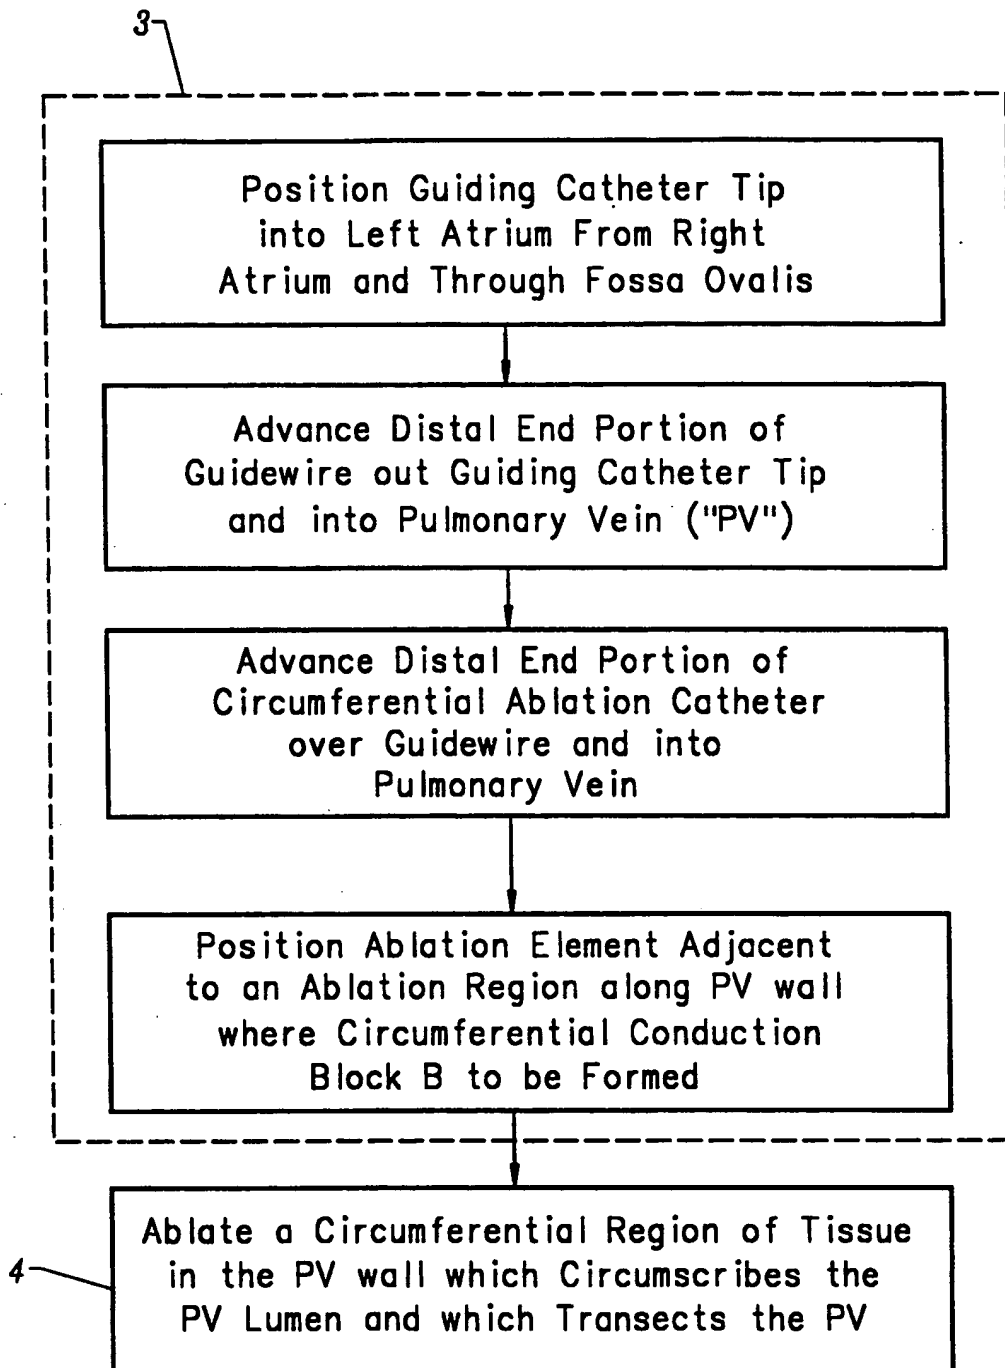 3
Position Guiding Catheter Tip
into Left Atrium From Right
Atrium and Through Fossa Ovalis
Advance Distal End Portion of
Guidewire out Guiding Catheter Tip
and into Pulmonary Vein ("PV")
Advance Distal End Portion of
Circumferential Ablation Catheter
over Guidewire and into
Pulmonary Vein
Position Ablation Element Adjacent
to an Ablation Region along PV wall
where Circumferential Conduction
Block B to be Formed
4
Ablate a Circumferential Region of Tissue
in the PV wall which Circumscribes the
PV Lumen and which Transects the PV